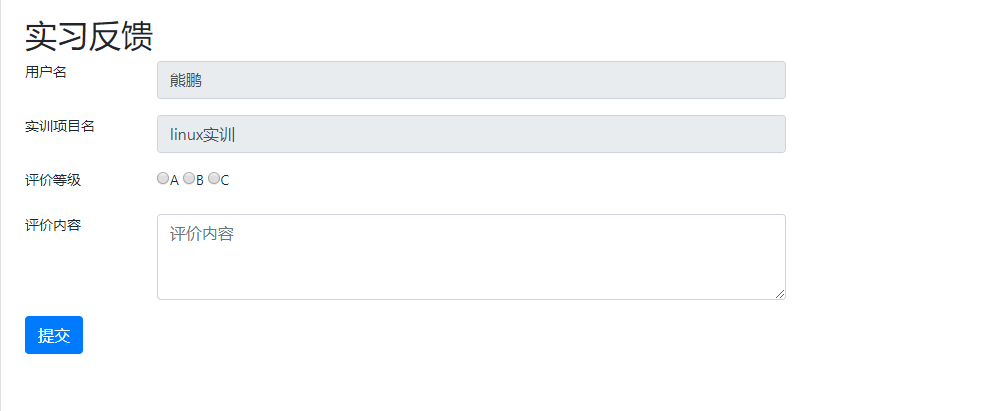 实习反馈
用户名 熊鹏
实训项目名 linux实训
评价等级 A B C
评价内容 评价内容
提交